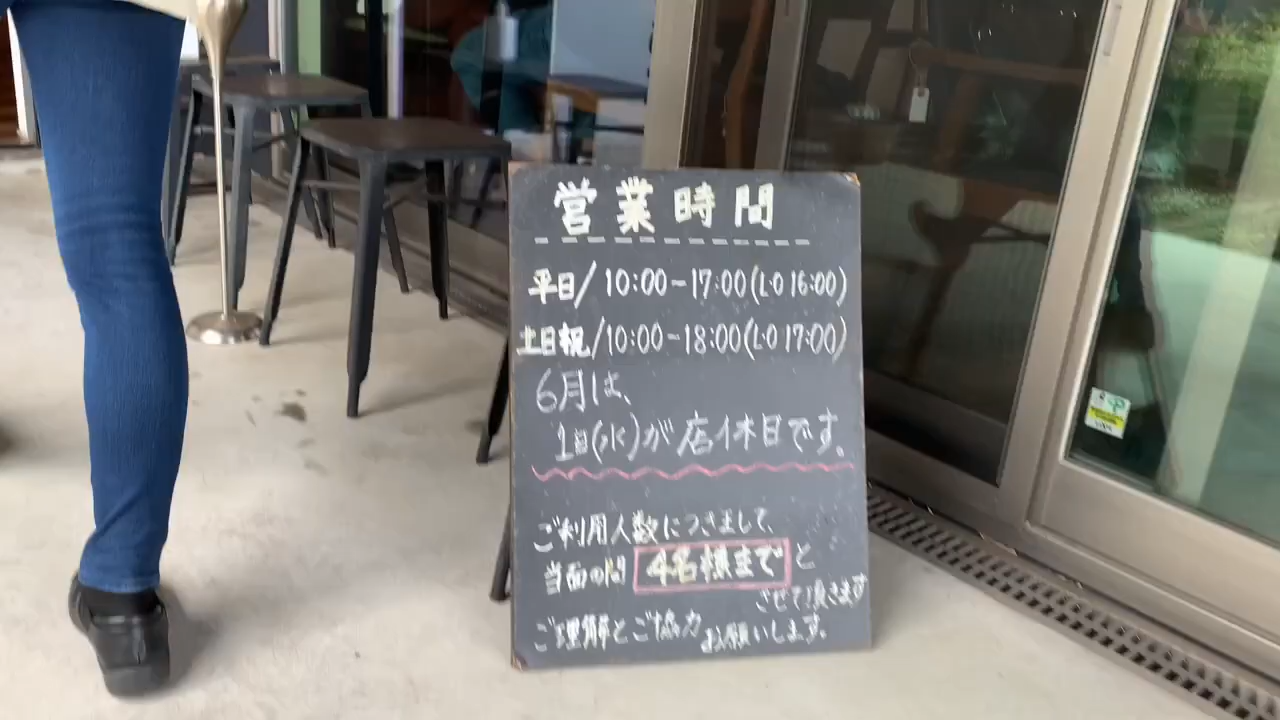 営業時間
平日/10:00-17:00(L・O 16:00)
土日祝/10:00-18:00(L・O 17:00)
6月は、
1日(水)が店休日です。
ご利用人数につきまして、
当面の間 4名様まで と
させて頂きます
ご理解とご協力お願いします。